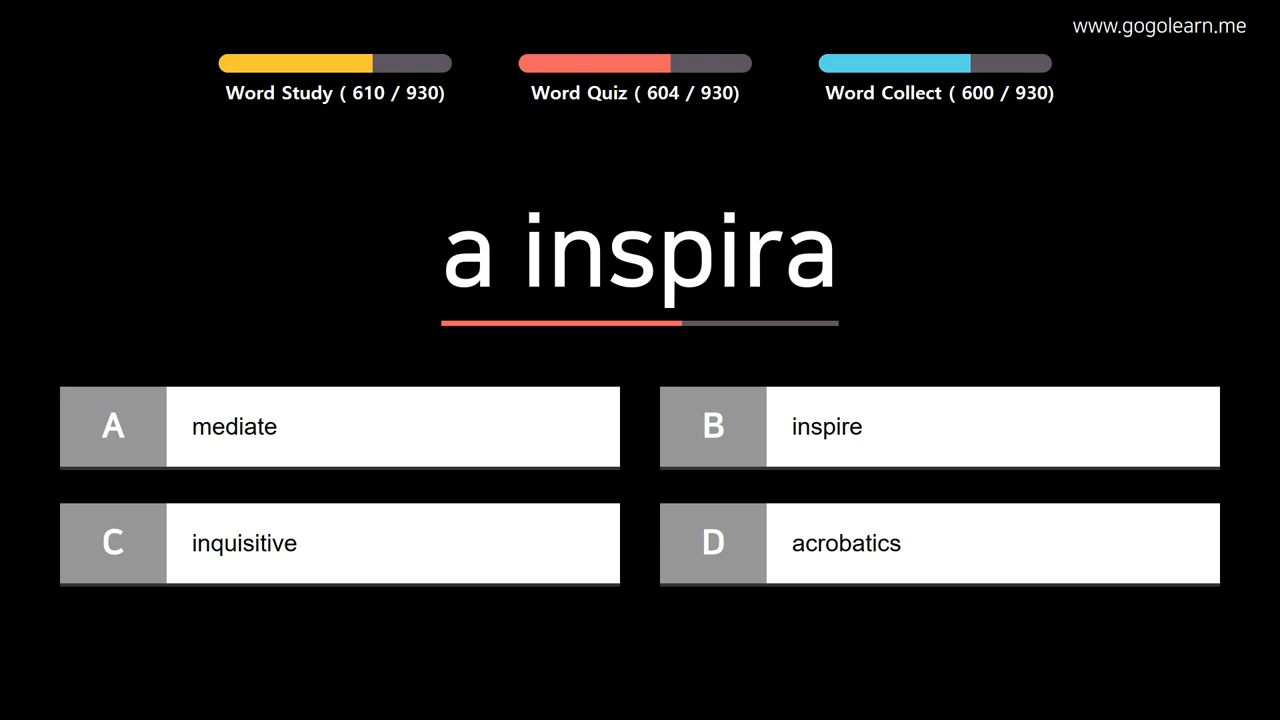 www.gogolearn.me
Word Study ( 610 / 930)
Word Quiz ( 604 / 930)
Word Collect ( 600 / 930)
a inspira
A mediate
B inspire
C inquisitive
D acrobatics